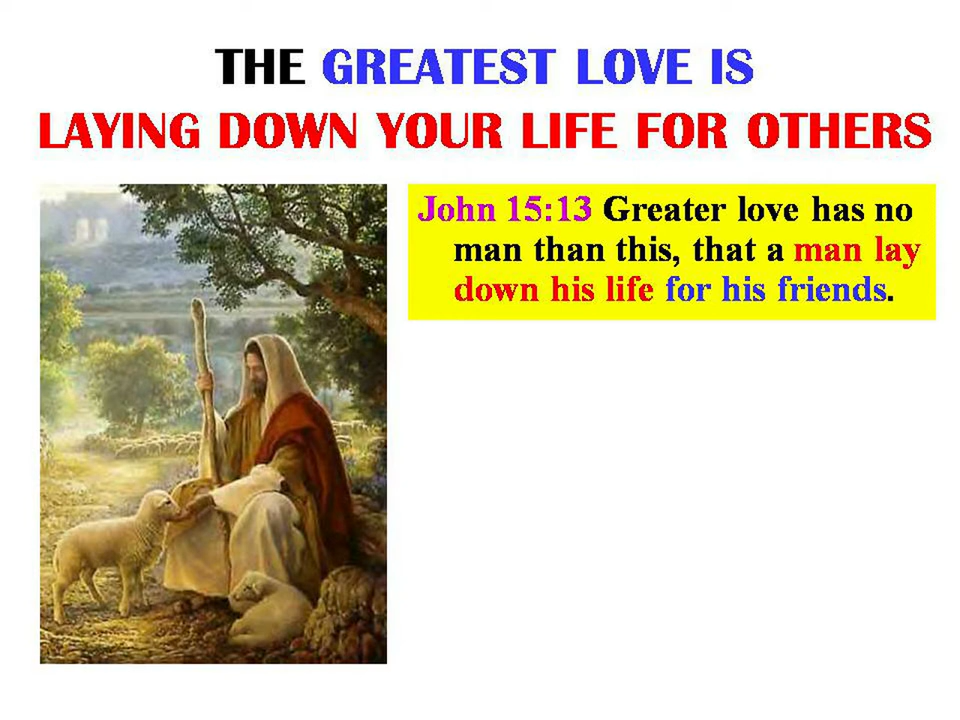 THE GREATEST LOVE IS
LAYING DOWN YOUR LIFE FOR OTHERS
John 15:13 Greater love has no
man than this, that a man lay
down his life for his friends.